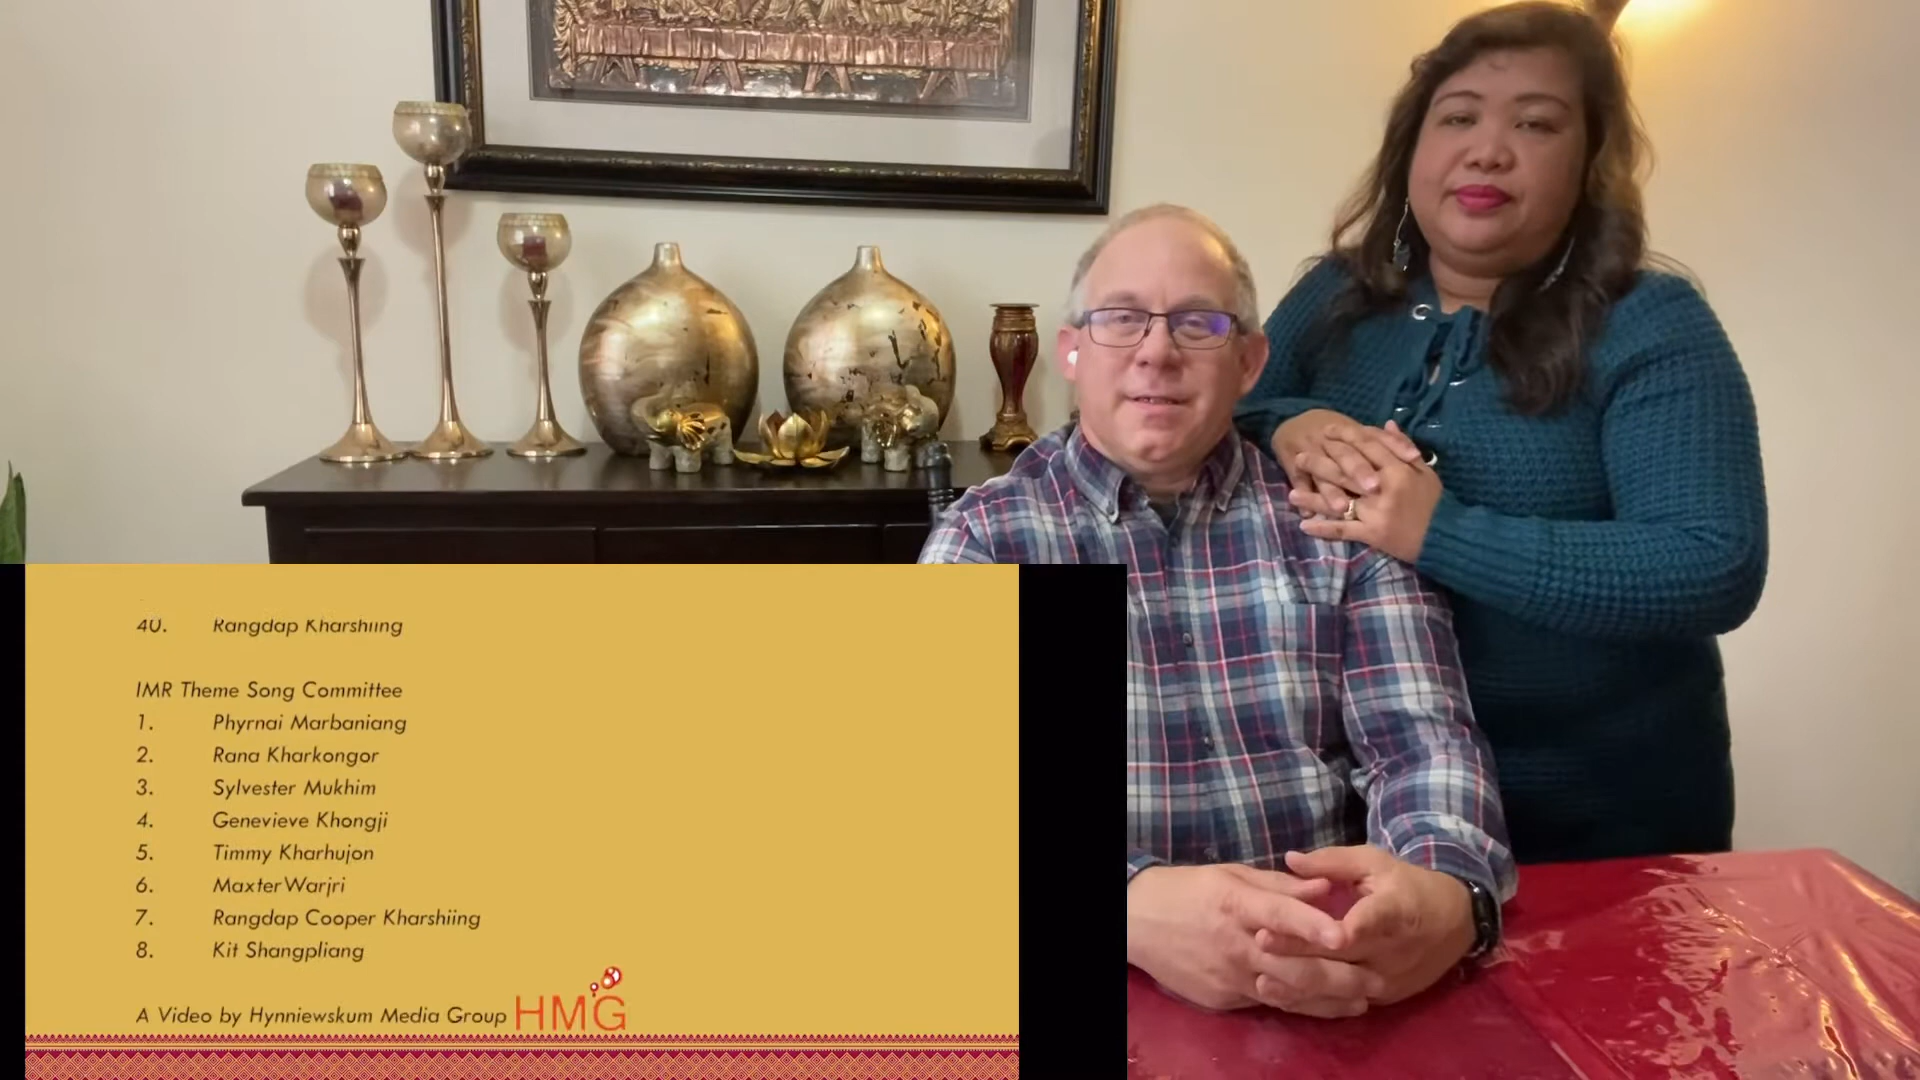 40. Rangdap Kharshiing
IMR Theme Song Committee
1. Phyrnai Marbaniang
2. Rana Kharkongor
3. Sylvester Mukhim
4. Genevieve Khongji
5. Timmy Kharhujon
6. Maxter Warjri
7. Rangdap Cooper Kharshiing
8. Kit Shangpliang
A Video by Hynniewskum Media Group HMG